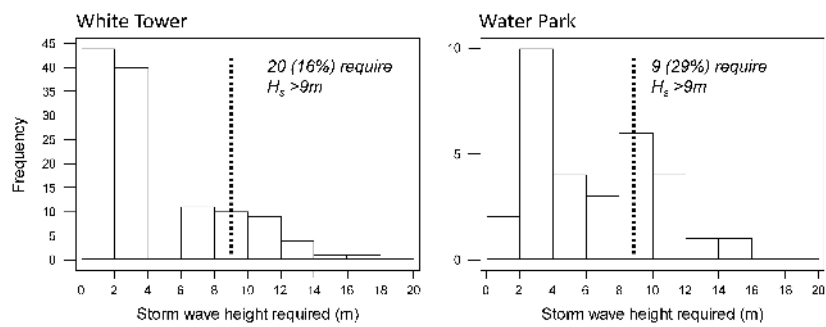 White Tower
Water Park
45
40
35
30
25
20
15
10
5
0
Frequency
20 (16%) require
Hs >9m
0 2 4 6 8 10 12 14 16 18 20
Storm wave height required (m)
10
5
0
9 (29%) require
Hs >9m
0 2 4 6 8 10 12 14 16 18 20
Storm wave height required (m)